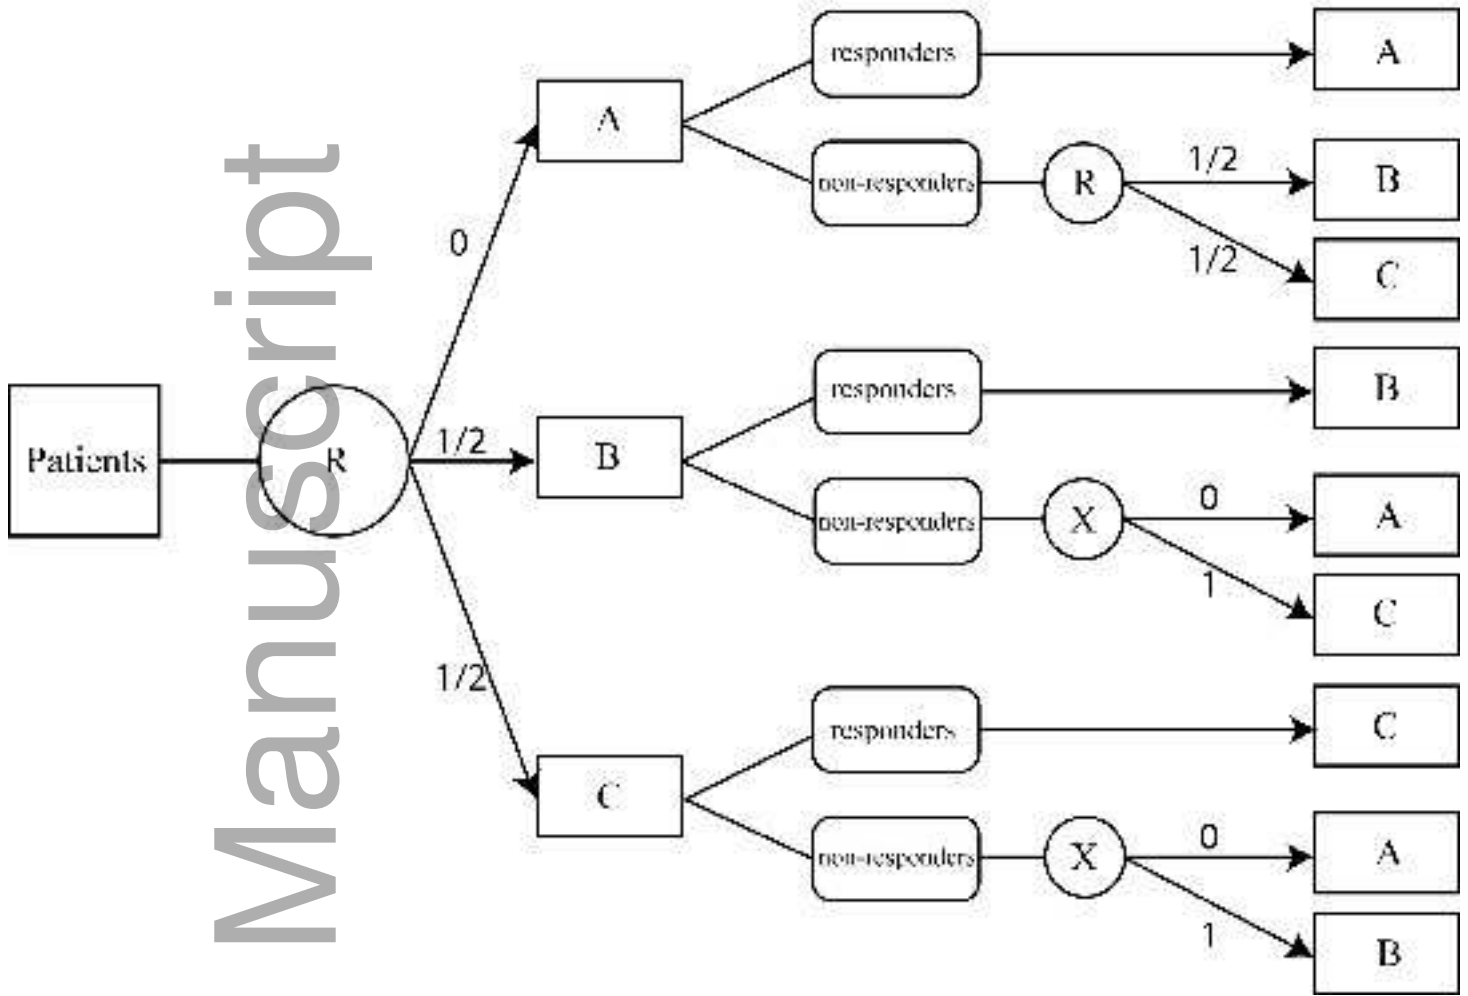 Manuscript
Patients
R
0
1/2
1/2
A
responders
A
non-responders
R
1/2
B
1/2
C
B
responders
B
non-responders
X
0
A
1
C
C
responders
C
non-responders
X
0
A
1
B